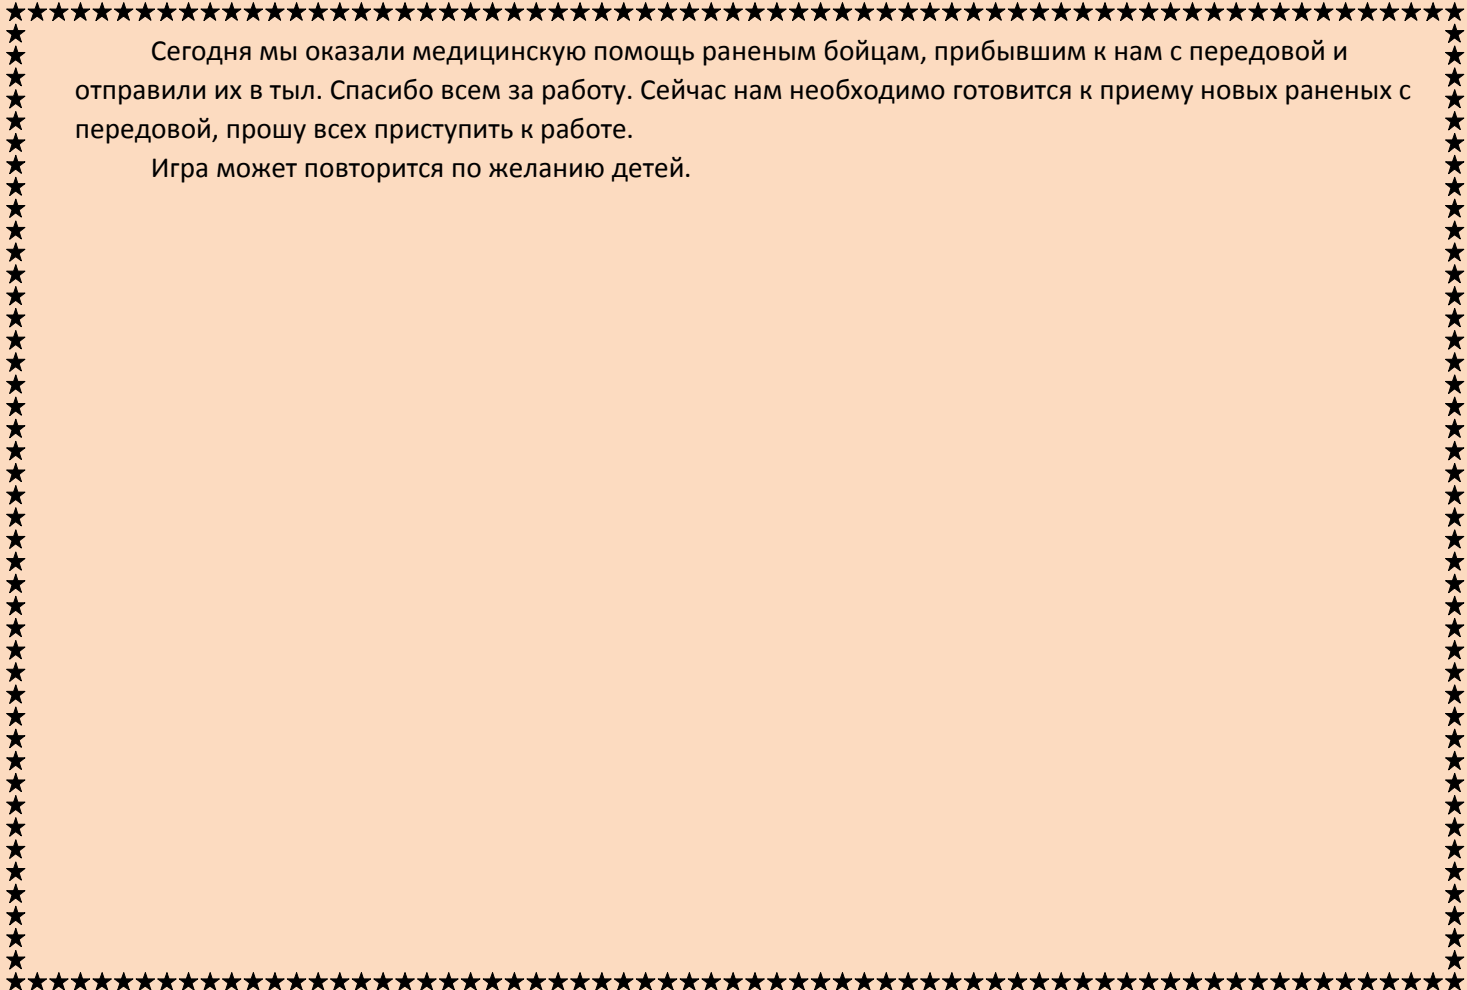 Сегодня мы оказали медицинскую помощь раненым бойцам, прибывшим к нам с передовой и
отправили их в тыл. Спасибо всем за работу. Сейчас нам необходимо готовится к приему новых раненых с
передовой, прошу всех приступить к работе.
Игра может повторится по желанию детей.